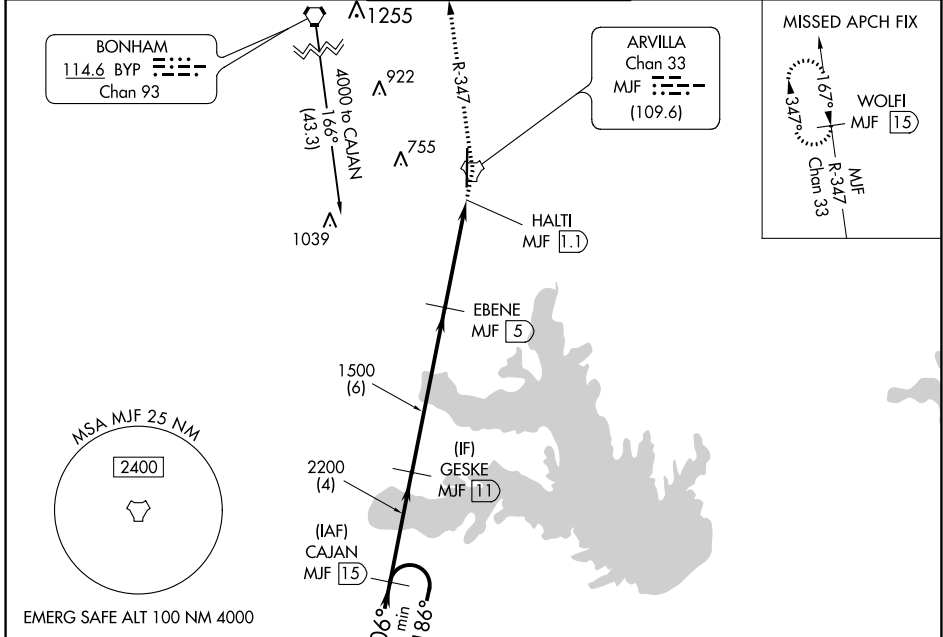 1255
BONHAM
114.6 BYP
Chan 93
4000 to CAJAN
166°
(43.3)
922
755
1039
R-347
ARVILLA
Chan 33
MJF
(109.6)
MISSED APCH FIX
WOLFI
MJF 15
167°
347°
MJF
R-347
Chan 33
HALTI
MJF 1.1
EBENE
MJF 5
1500
(6)
(IF)
GESKE
MJF 11
2200
(4)
(IAF)
CAJAN
MJF 15
MSA MJF 25 NM
2400
EMERG SAFE ALT 100 NM 4000
min